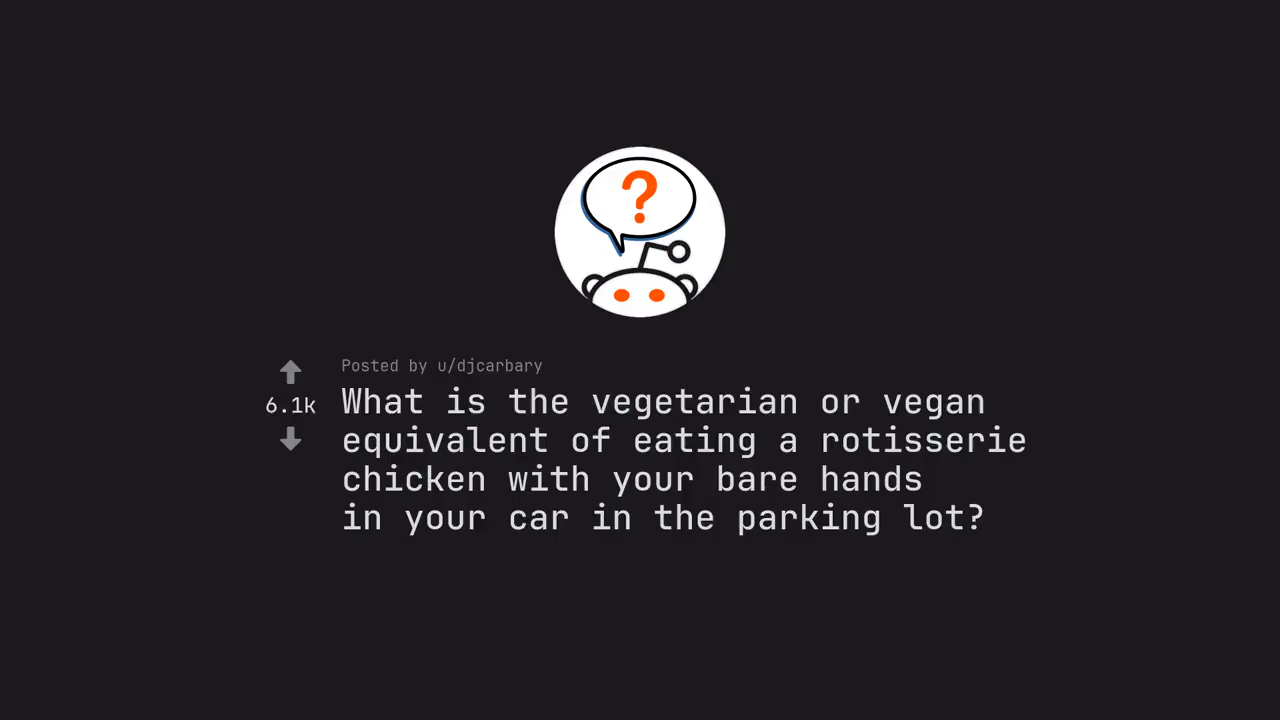 ?
Posted by u/djcarbary
6.1k
What is the vegetarian or vegan
equivalent of eating a rotisserie
chicken with your bare hands
in your car in the parking lot?